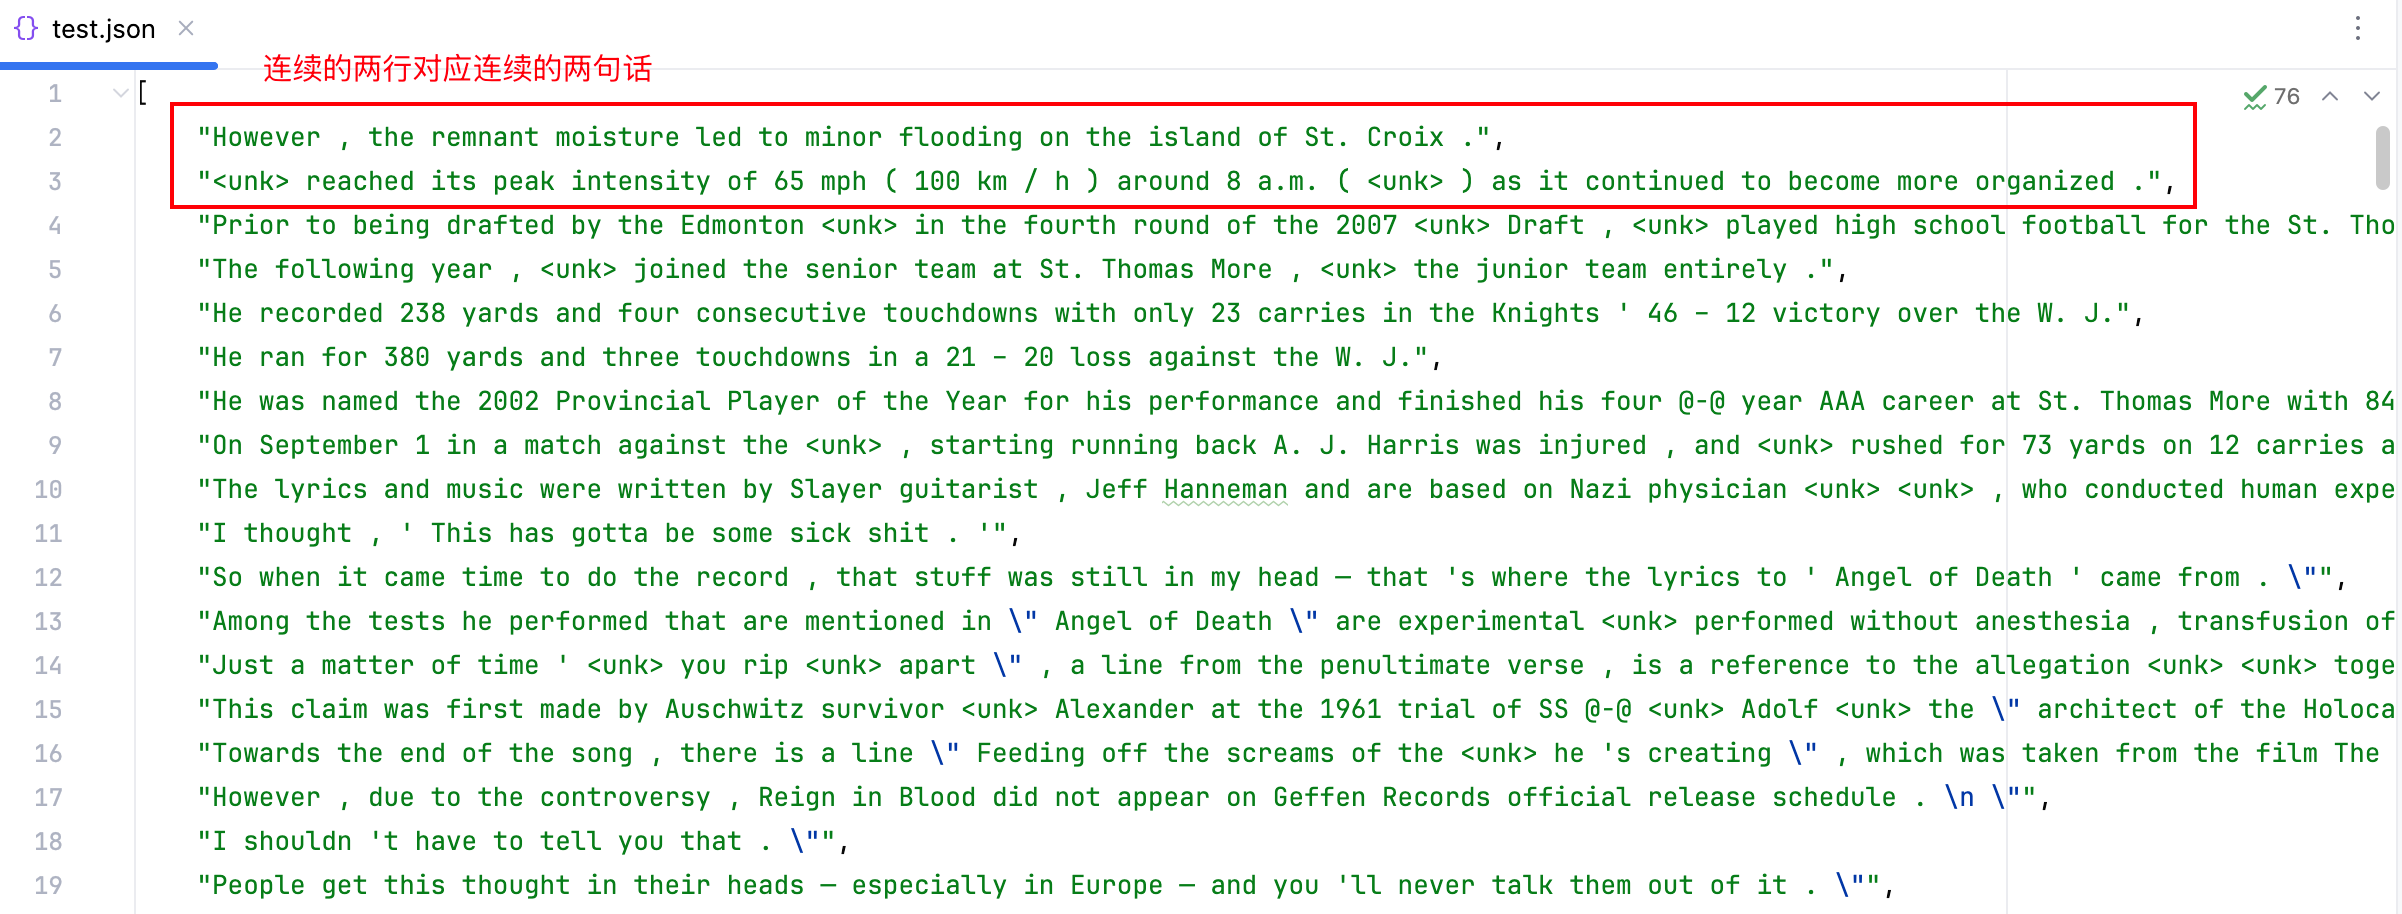 test.json
连续的两行对应连续的两句话
76
1 [
2 "However , the remnant moisture led to minor flooding on the island of St. Croix .",
3 "<unk> reached its peak intensity of 65 mph ( 100 km / h ) around 8 a.m. ( <unk> ) as it continued to become more organized .",
4 "Prior to being drafted by the Edmonton <unk> in the fourth round of the 2007 <unk> Draft , <unk> played high school football for the St. Tho
5 "The following year , <unk> joined the senior team at St. Thomas More , <unk> the junior team entirely .",
6 "He recorded 238 yards and four consecutive touchdowns with only 23 carries in the Knights ' 46 – 12 victory over the W. J.",
7 "He ran for 380 yards and three touchdowns in a 21 – 20 loss against the W. J.",
8 "He was named the 2002 Provincial Player of the Year for his performance and finished his four @-@ year AAA career at St. Thomas More with 84
9 "On September 1 in a match against the <unk> , starting running back A. J. Harris was injured , and <unk> rushed for 73 yards on 12 carries a
10 "The lyrics and music were written by Slayer guitarist , Jeff Hanneman and are based on Nazi physician <unk> <unk> , who conducted human expe
11 "I thought , ' This has gotta be some sick shit . '",
12 "So when it came time to do the record , that stuff was still in my head — that 's where the lyrics to ' Angel of Death ' came from . \"",
13 "Among the tests he performed that are mentioned in \" Angel of Death \" are experimental <unk> performed without anesthesia , transfusion of
14 "Just a matter of time ' <unk> you rip <unk> apart \" , a line from the penultimate verse , is a reference to the allegation <unk> <unk> toge
15 "This claim was first made by Auschwitz survivor <unk> Alexander at the 1961 trial of SS @-@ <unk> Adolf <unk> the \" architect of the Holoca
16 "Towards the end of the song , there is a line \" Feeding off the screams of the <unk> he 's creating \" , which was taken from the film The
17 "However , due to the controversy , Reign in Blood did not appear on Geffen Records official release schedule . \n \"",
18 "I shouldn 't have to tell you that . \"",
19 "People get this thought in their heads — especially in Europe — and you 'll never talk them out of it . \"",